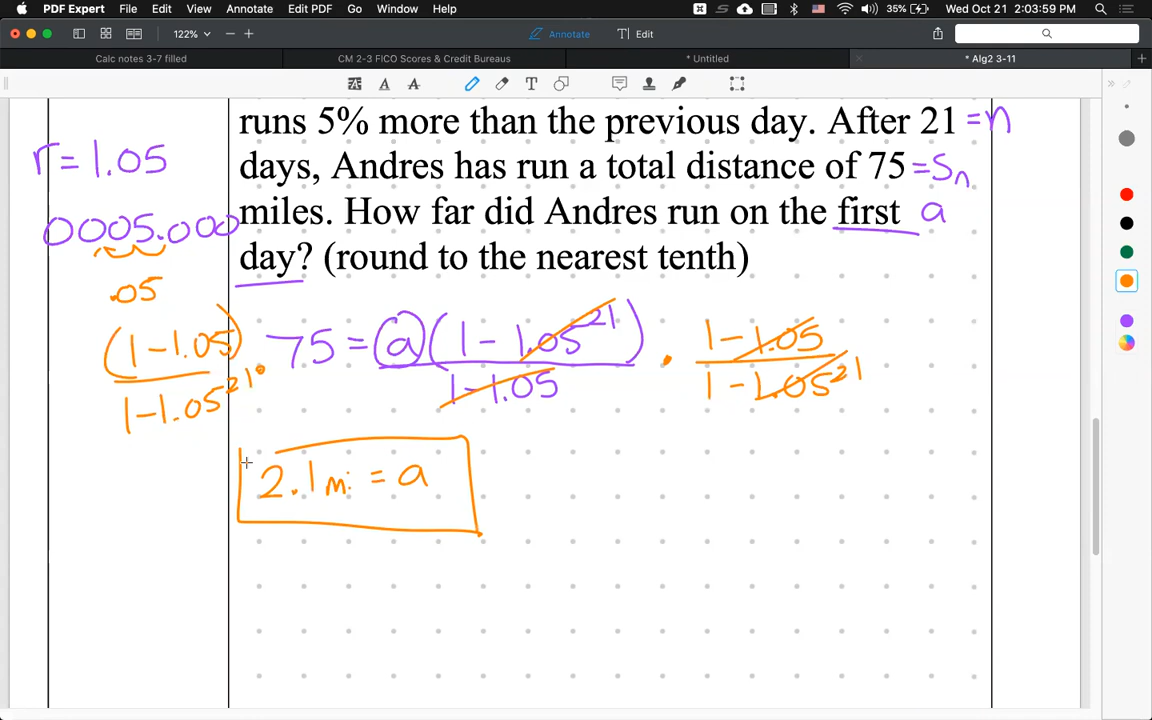 PDF Expert File Edit View Annotate Edit PDF Go Window Help 35% Wed Oct 21 2:03:59 PM
122% Annotate Edit
Calc notes 3-7 filled CM 2-3 FICO Scores & Credit Bureaus * Untitled * Alg2 3-11
runs 5% more than the previous day. After 21 = n
r = 1.05 days, Andres has run a total distance of 75 = Sn
0005.000 miles. How far did Andres run on the first a
day? (round to the nearest tenth)
.05
(1-1.05)/(1-1.05^21) · 75 = a(1-1.05^21)/(1-1.05) · (1-1.05)/(1-1.05^21)
2.1 mi = a